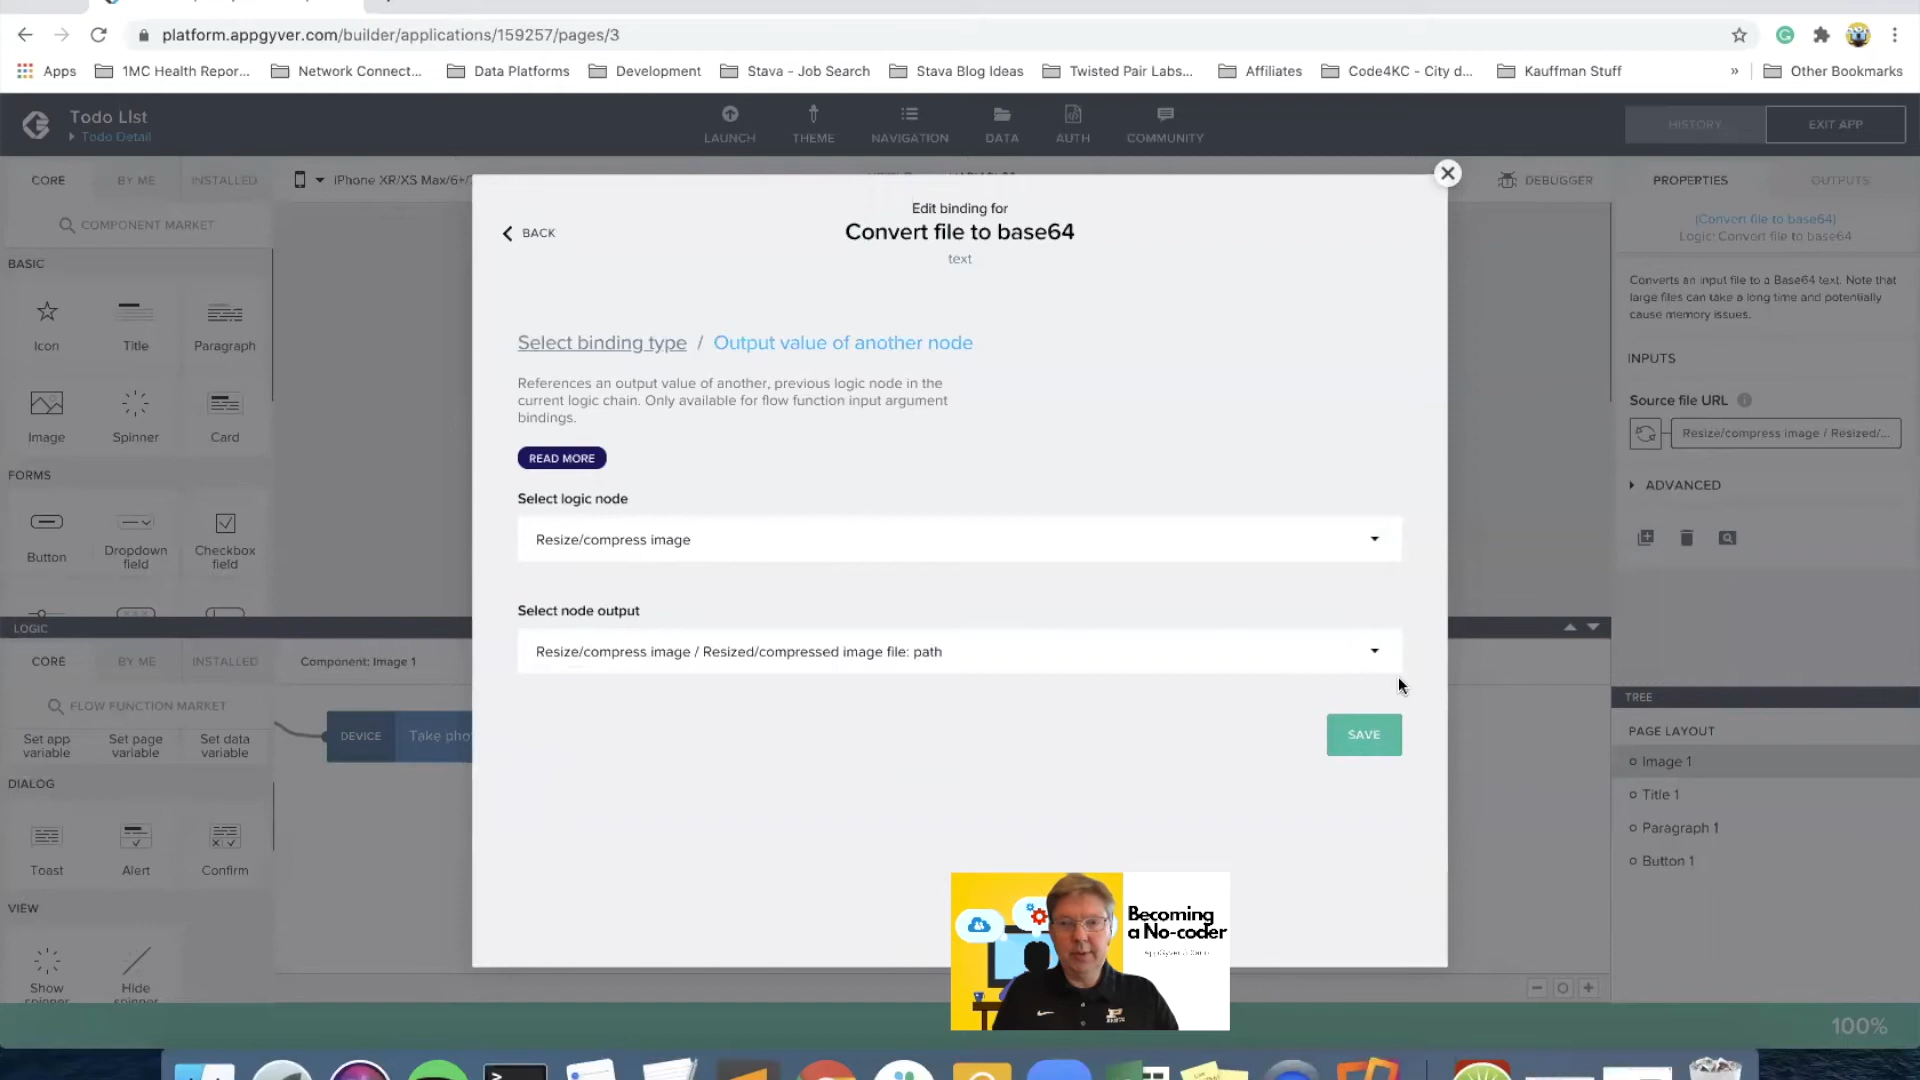 platform.appgyver.com/builder/applications/159257/pages/3
Apps
1MC Health Repor...
Network Connect...
Data Platforms
Development
Stava - Job Search
Stava Blog Ideas
Twisted Pair Labs...
Affiliates
Code4KC - City d...
Kauffman Stuff
»
Other Bookmarks
Todo LIst
Todo Detail
LAUNCH
THEME
NAVIGATION
DATA
AUTH
COMMUNITY
HISTORY
EXIT APP
CORE
BY ME
INSTALLED
iPhone XR/XS Max/6+/
DEBUGGER
PROPERTIES
OUTPUTS
COMPONENT MARKET
BASIC
Icon
Title
Paragraph
Image
Spinner
Card
FORMS
Button
Dropdown field
Checkbox field
BACK
Edit binding for
Convert file to base64
text
Select binding type / Output value of another node
References an output value of another, previous logic node in the
current logic chain. Only available for flow function input argument
bindings.
READ MORE
Select logic node
Resize/compress image
Select node output
Resize/compress image / Resized/compressed image file: path
SAVE
(Convert file to base64)
Logic: Convert file to base64
Converts an input file to a Base64 text. Note that
large files can take a long time and potentially
cause memory issues.
INPUTS
Source file URL
Resize/compress image / Resized/...
ADVANCED
LOGIC
CORE
BY ME
INSTALLED
Component: Image 1
FLOW FUNCTION MARKET
Set app variable
Set page variable
Set data variable
DEVICE
Take pho
DIALOG
Toast
Alert
Confirm
VIEW
Show spinner
Hide spinner
TREE
PAGE LAYOUT
Image 1
Title 1
Paragraph 1
Button 1
Becoming
a No-coder
100%